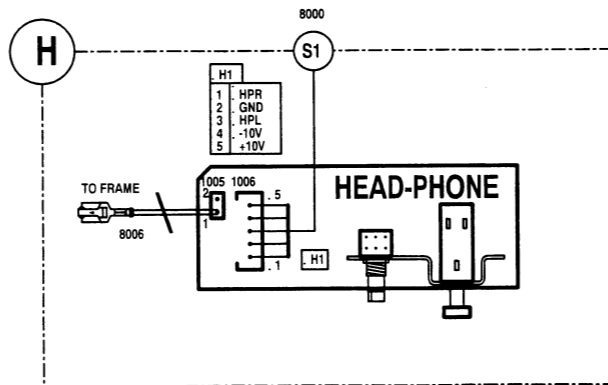 8000
H
S1
. H1
1 . HPR
2 . GND
3 . HPL
4 . -10V
5 . +10V
TO FRAME
8006
1005 1006
2
1
. 5
. 1
HEAD-PHONE
. H1